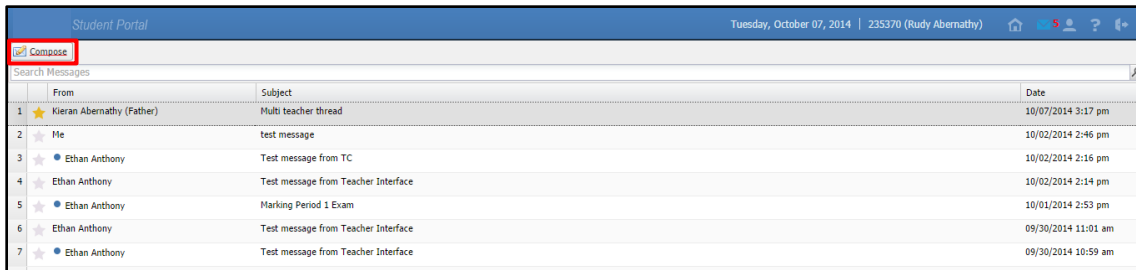 Student Portal Tuesday, October 07, 2014 | 235370 (Rudy Abernathy) 5 ?
Compose
Search Messages
From Subject Date
1 Kieran Abernathy (Father) Multi teacher thread 10/07/2014 3:17 pm
2 Me test message 10/02/2014 2:46 pm
3 Ethan Anthony Test message from TC 10/02/2014 2:16 pm
4 Ethan Anthony Test message from Teacher Interface 10/02/2014 2:14 pm
5 Ethan Anthony Marking Period 1 Exam 10/01/2014 2:53 pm
6 Ethan Anthony Test message from Teacher Interface 09/30/2014 11:01 am
7 Ethan Anthony Test message from Teacher Interface 09/30/2014 10:59 am